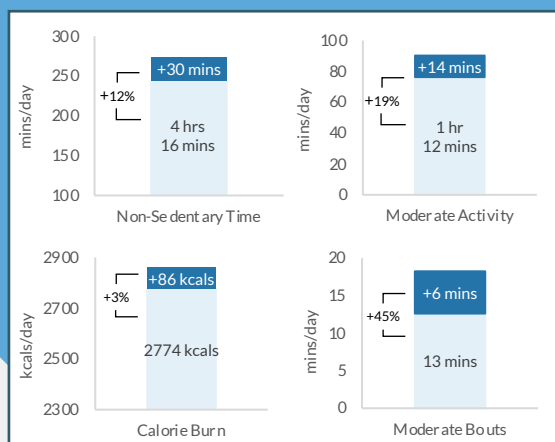 300
250
200
150
100
mins/day
+12%
+30 mins
4 hrs
16 mins
Non-Sedentary Time
100
80
60
40
20
0
mins/day
+19%
+14 mins
1 hr
12 mins
Moderate Activity
2900
2700
2500
2300
kcals/day
+3%
+86 kcals
2774 kcals
Calorie Burn
20
15
10
5
0
mins/day
+45%
+6 mins
13 mins
Moderate Bouts